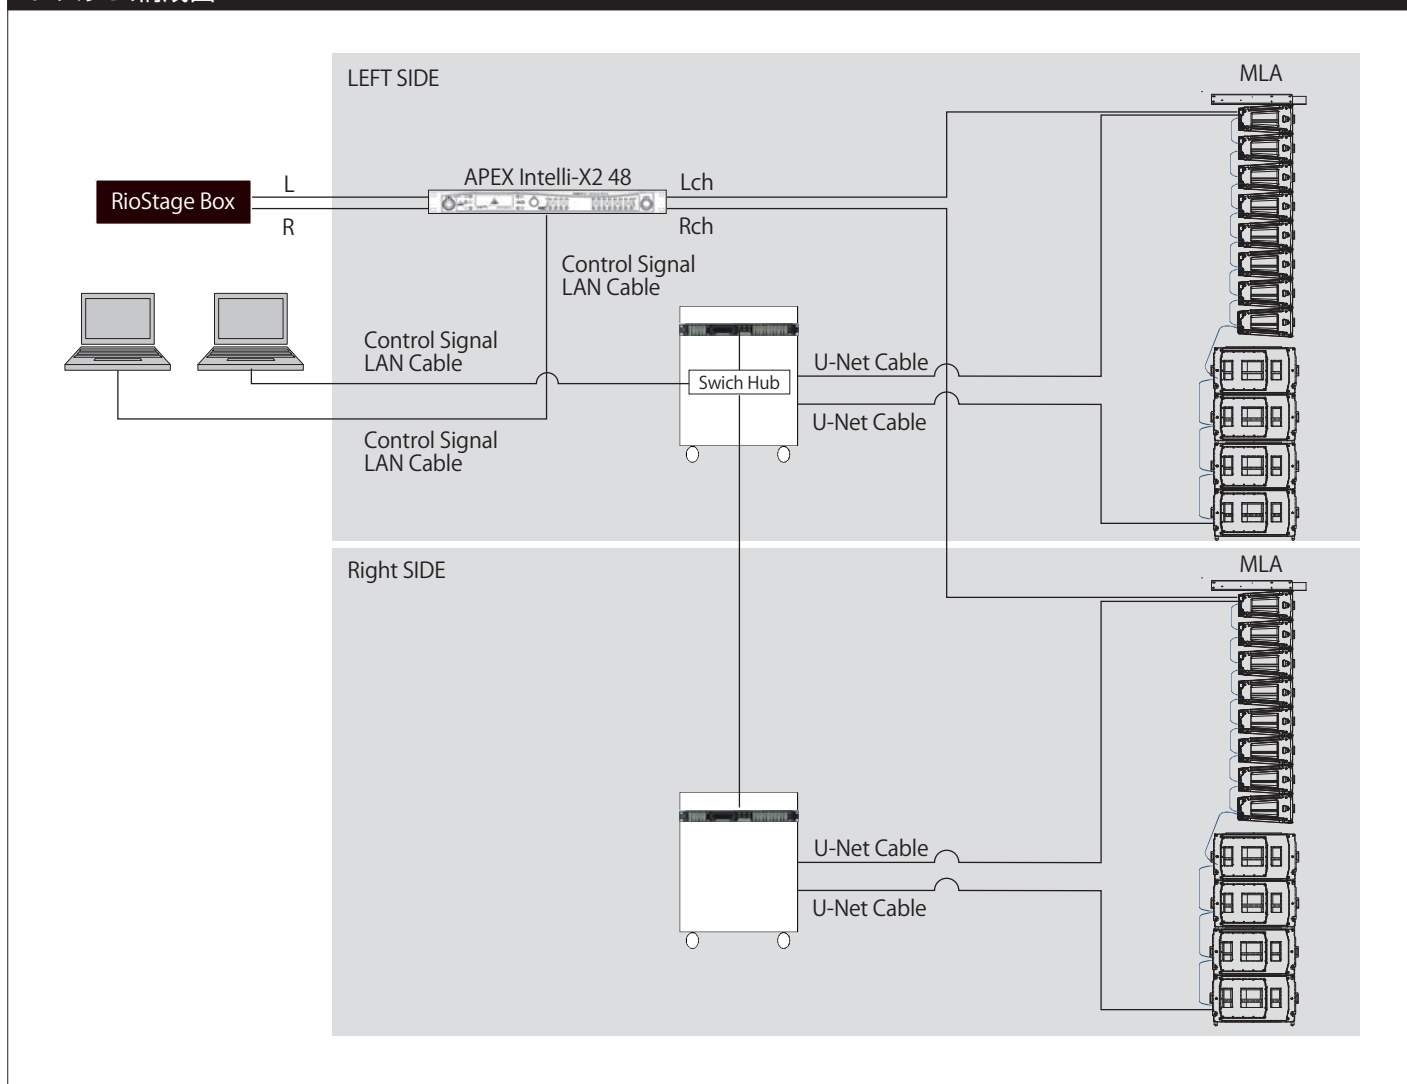 LEFT SIDE
MLA
APEX Intelli-X2 48
L
Lch
RioStage Box
R
Rch
Control Signal
LAN Cable
Control Signal
LAN Cable
U-Net Cable
Swich Hub
U-Net Cable
Control Signal
LAN Cable
Right SIDE
MLA
U-Net Cable
U-Net Cable